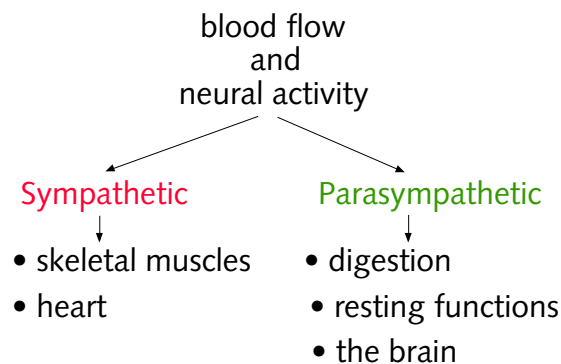 blood flow
and
neural activity
Sympathetic
• skeletal muscles
• heart
Parasympathetic
• digestion
• resting functions
• the brain